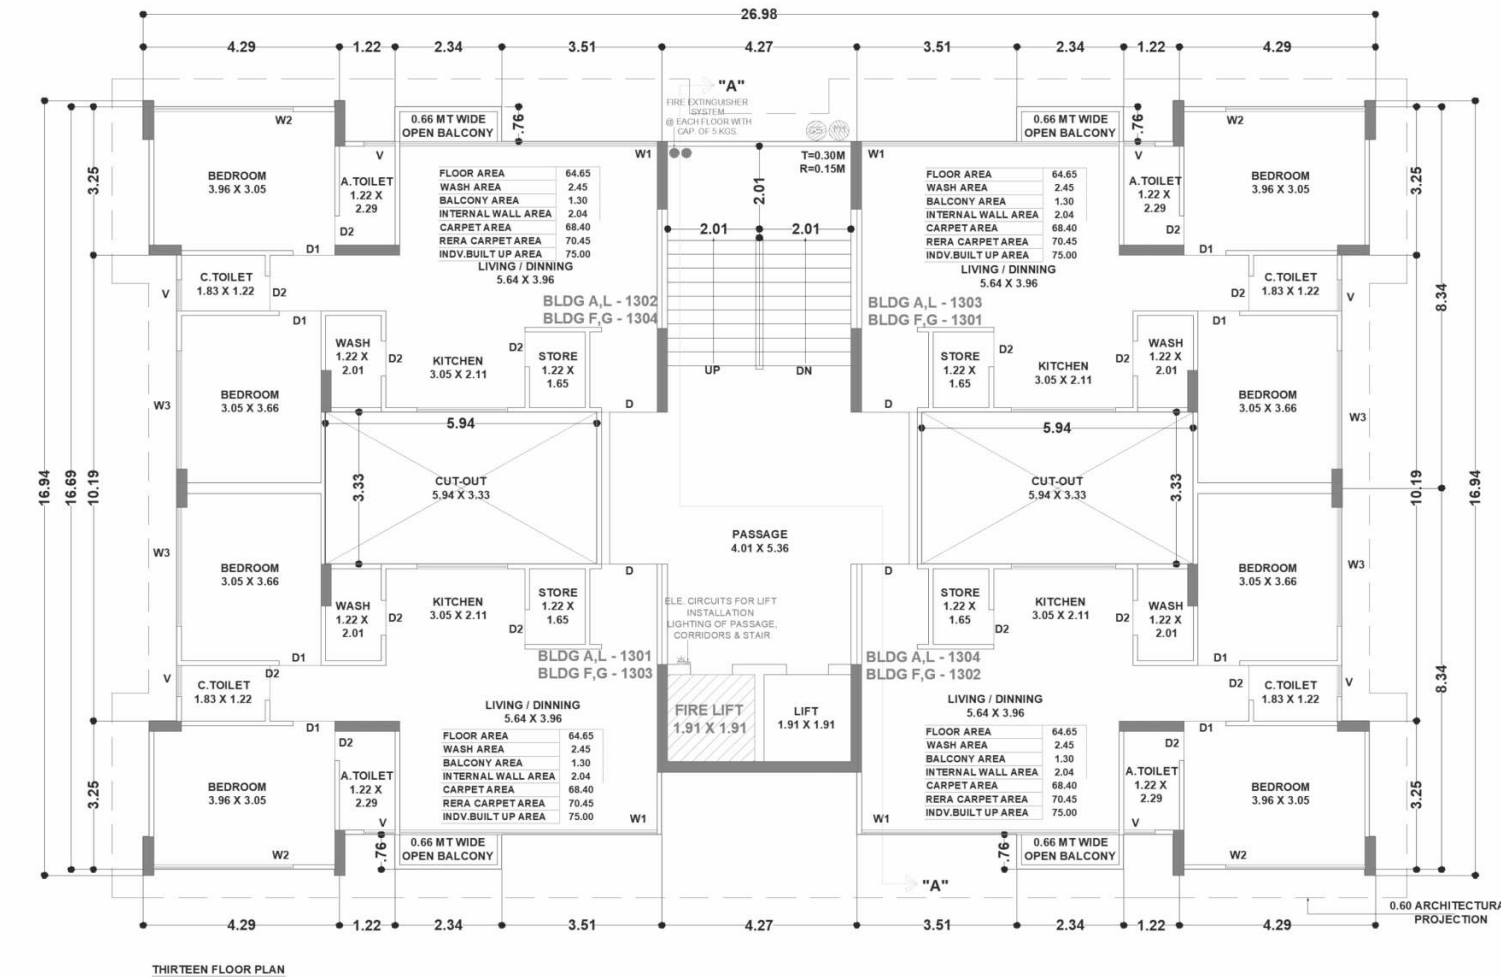 26.98
4.29 1.22 2.34 3.51 4.27 3.51 2.34 1.22 4.29
"A"
FIRE EXTINGUISHER
SYSTEM
@ EACH FLOOR WITH
CAP. OF 5 KGS.
0.66 MT WIDE
OPEN BALCONY
.76
0.66 MT WIDE
OPEN BALCONY
.76
W2
W2
V
W1
T=0.30M
R=0.15M
W1
V
3.25
BEDROOM
3.96 X 3.05
A.TOILET
1.22 X
2.29
D2
D1
FLOOR AREA 64.65
WASH AREA 2.45
BALCONY AREA 1.30
INTERNAL WALL AREA 2.04
CARPET AREA 68.40
RERA CARPET AREA 70.45
INDV.BUILT UP AREA 75.00
LIVING / DINNING
5.64 X 3.96
BLDG A,L - 1302
BLDG F,G - 1304
2.01
2.01 2.01
UP DN
FLOOR AREA 64.65
WASH AREA 2.45
BALCONY AREA 1.30
INTERNAL WALL AREA 2.04
CARPET AREA 68.40
RERA CARPET AREA 70.45
INDV.BUILT UP AREA 75.00
LIVING / DINNING
5.64 X 3.96
BLDG A,L - 1303
BLDG F,G - 1301
A.TOILET
1.22 X
2.29
D2
D1
BEDROOM
3.96 X 3.05
3.25
C.TOILET
1.83 X 1.22
V
D2
D1
C.TOILET
1.83 X 1.22
D2
V
D1
8.34
WASH
1.22 X
2.01
D2
KITCHEN
3.05 X 2.11
D2
STORE
1.22 X
1.65
STORE
1.22 X
1.65
D2
KITCHEN
3.05 X 2.11
D2
WASH
1.22 X
2.01
BEDROOM
3.05 X 3.66
W3
D
D
BEDROOM
3.05 X 3.66
W3
5.94
3.33
CUT-OUT
5.94 X 3.33
5.94
3.33
CUT-OUT
5.94 X 3.33
16.94
16.69
10.19
10.19
16.94
PASSAGE
4.01 X 5.36
W3
BEDROOM
3.05 X 3.66
BEDROOM
3.05 X 3.66
W3
D
D
WASH
1.22 X
2.01
D2
KITCHEN
3.05 X 2.11
D2
STORE
1.22 X
1.65
ELE. CIRCUITS FOR LIFT
INSTALLATION
LIGHTING OF PASSAGE,
CORRIDORS & STAIR
STORE
1.22 X
1.65
D2
KITCHEN
3.05 X 2.11
D2
WASH
1.22 X
2.01
BLDG A,L - 1301
BLDG F,G - 1303
BLDG A,L - 1304
BLDG F,G - 1302
D1
D2
V
C.TOILET
1.83 X 1.22
D1
D2
C.TOILET
1.83 X 1.22
V
8.34
D1
D1
FIRE LIFT
1.91 X 1.91
LIFT
1.91 X 1.91
LIVING / DINNING
5.64 X 3.96
FLOOR AREA 64.65
WASH AREA 2.45
BALCONY AREA 1.30
INTERNAL WALL AREA 2.04
CARPET AREA 68.40
RERA CARPET AREA 70.45
INDV.BUILT UP AREA 75.00
LIVING / DINNING
5.64 X 3.96
FLOOR AREA 64.65
WASH AREA 2.45
BALCONY AREA 1.30
INTERNAL WALL AREA 2.04
CARPET AREA 68.40
RERA CARPET AREA 70.45
INDV.BUILT UP AREA 75.00
3.25
BEDROOM
3.96 X 3.05
D2
A.TOILET
1.22 X
2.29
V
W1
W1
D2
A.TOILET
1.22 X
2.29
V
BEDROOM
3.96 X 3.05
3.25
W2
.76
0.66 MT WIDE
OPEN BALCONY
.76
0.66 MT WIDE
OPEN BALCONY
W2
"A"
0.60 ARCHITECTURA
PROJECTION
4.29 1.22 2.34 3.51 4.27 3.51 2.34 1.22 4.29
THIRTEEN FLOOR PLAN